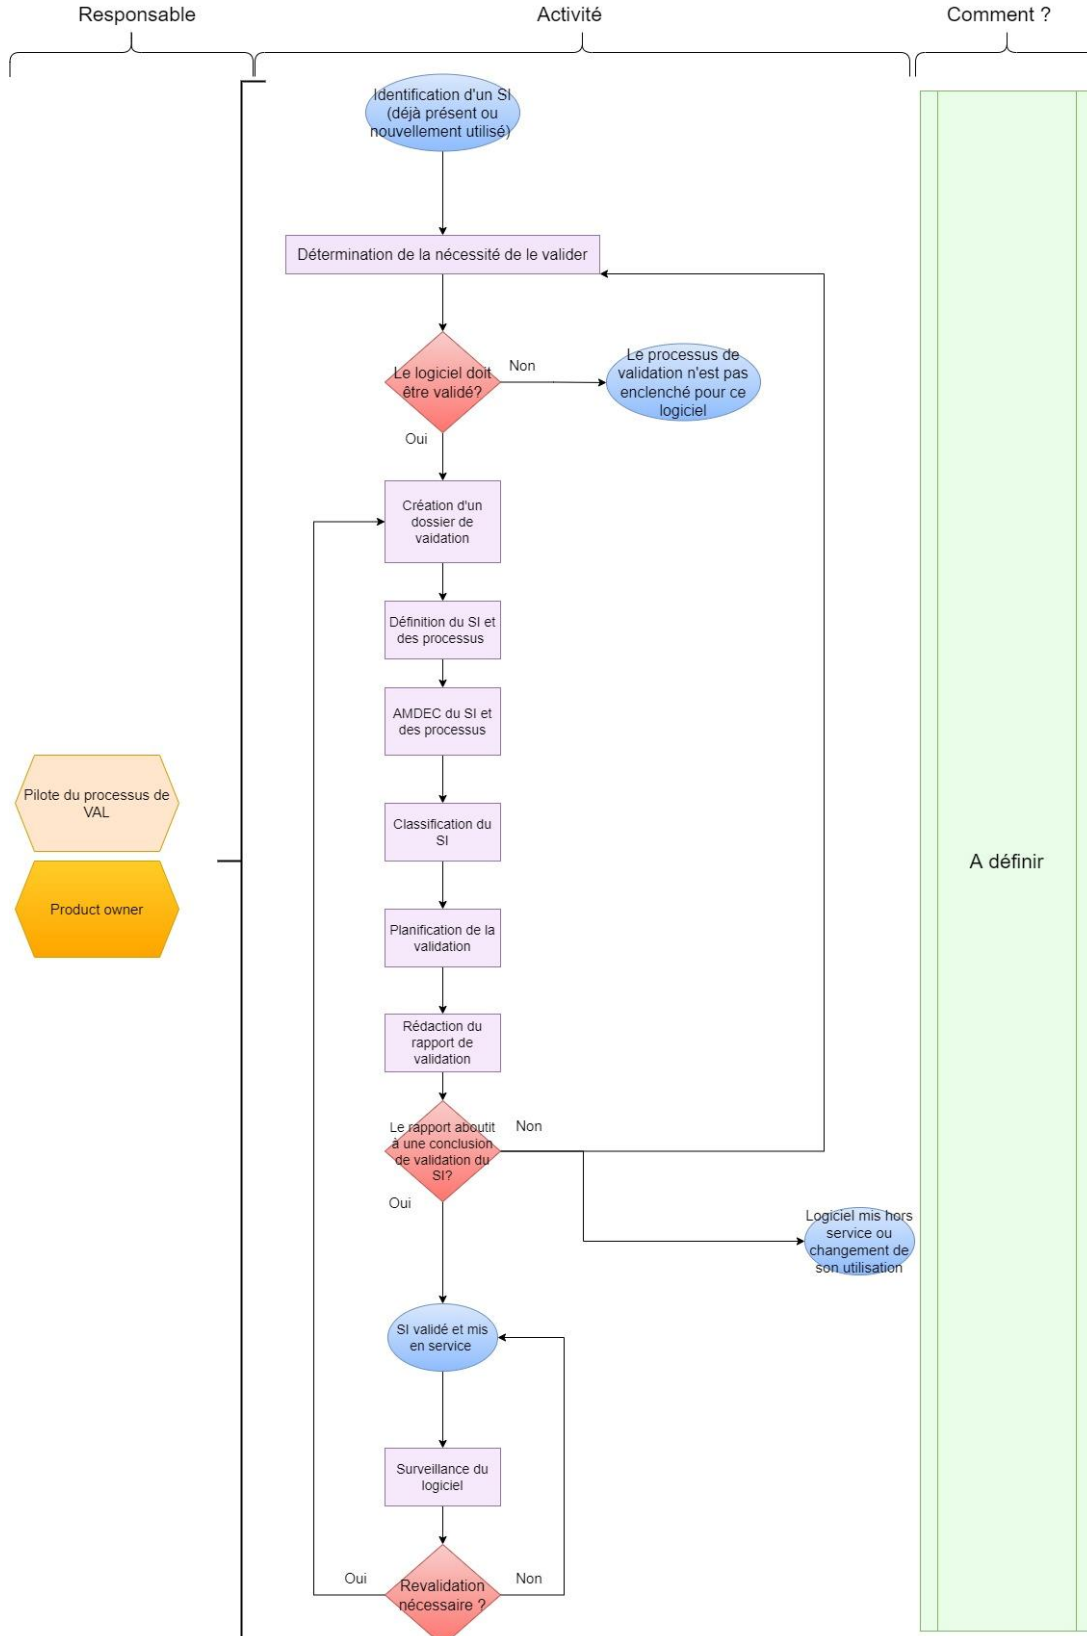 Responsable
Activité
Comment ?
Identification d'un SI
(déjà présent ou
nouvellement utilisé)
Détermination de la nécessité de le valider
Le logiciel doit
être validé?
Non
Le processus de
validation n'est pas
enclenché pour ce
logiciel
Oui
Création d'un
dossier de
vaidation
Définition du SI et
des processus
AMDEC du SI et
des processus
Pilote du processus de
VAL
Classification du
SI
A définir
Product owner
Planification de la
validation
Rédaction du
rapport de
validation
Le rapport aboutit
à une conclusion
de validation du
SI?
Non
Oui
Logiciel mis hors
service ou
changement de
son utilisation
SI validé et mis
en service
Surveillance du
logiciel
Oui
Revalidation
nécessaire ?
Non